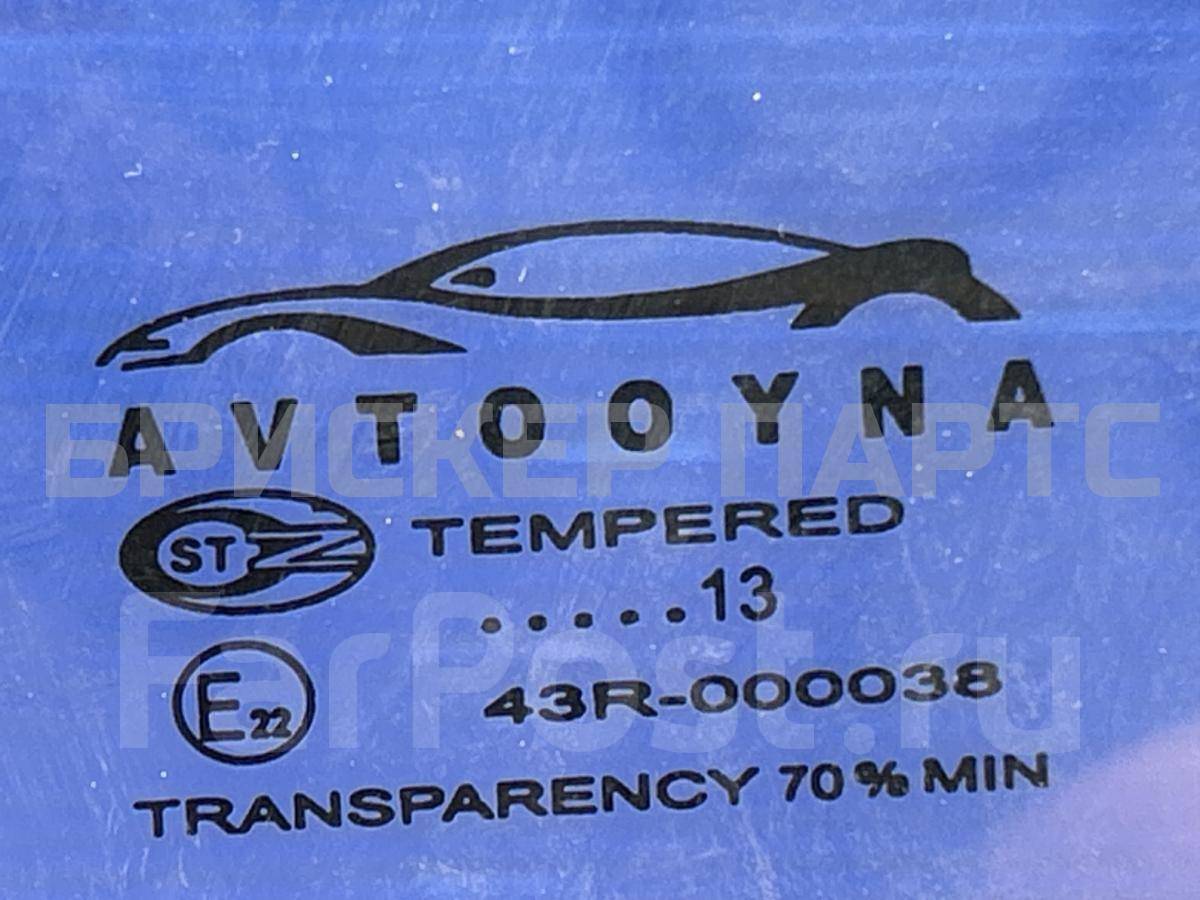 AVTOOYNA
БРИСКЕР ПАРТС
ST TEMPERED
.....13
FarPost.ru
E22 43R-000038
TRANSPARENCY 70% MIN